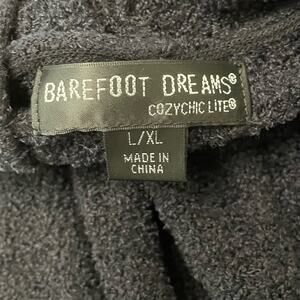 BAREFOOT DREAMS®
COZYCHIC LITE®
L/XL
MADE IN
CHINA